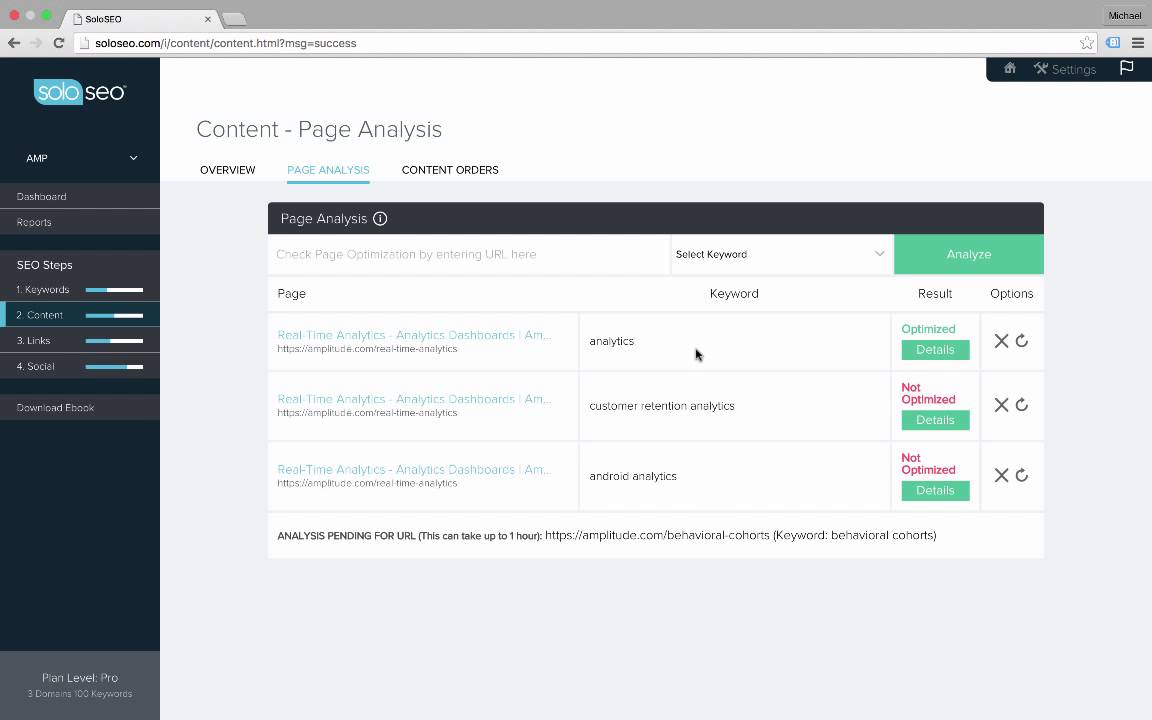 SoloSEO
Michael
soloseo.com/i/content/content.html?msg=success
solo seo
Settings
Content - Page Analysis
AMP
OVERVIEW PAGE ANALYSIS CONTENT ORDERS
Dashboard
Reports
SEO Steps
1. Keywords
2. Content
3. Links
4. Social
Download Ebook
Plan Level: Pro
3 Domains 100 Keywords
Page Analysis
Check Page Optimization by entering URL here Select Keyword Analyze
Page Keyword Result Options
Real-Time Analytics - Analytics Dashboards | Am...
https://amplitude.com/real-time-analytics
analytics
Optimized
Details
Real-Time Analytics - Analytics Dashboards | Am...
https://amplitude.com/real-time-analytics
customer retention analytics
Not
Optimized
Details
Real-Time Analytics - Analytics Dashboards | Am...
https://amplitude.com/real-time-analytics
android analytics
Not
Optimized
Details
ANALYSIS PENDING FOR URL (This can take up to 1 hour): https://amplitude.com/behavioral-cohorts (Keyword: behavioral cohorts)